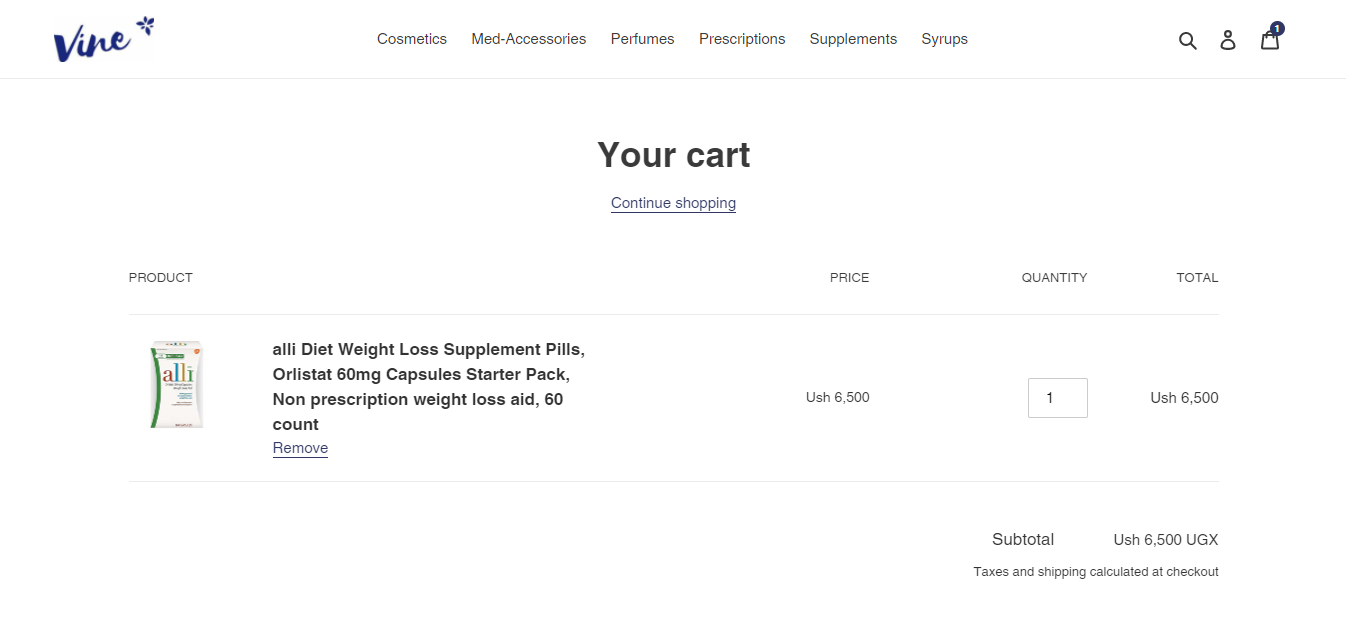 Vine
Cosmetics Med-Accessories Perfumes Prescriptions Supplements Syrups
1
Your cart
Continue shopping
PRODUCT PRICE QUANTITY TOTAL
alli
alli Diet Weight Loss Supplement Pills,
Orlistat 60mg Capsules Starter Pack,
Non prescription weight loss aid, 60
count
Remove
Ush 6,500 1 Ush 6,500
Subtotal Ush 6,500 UGX
Taxes and shipping calculated at checkout